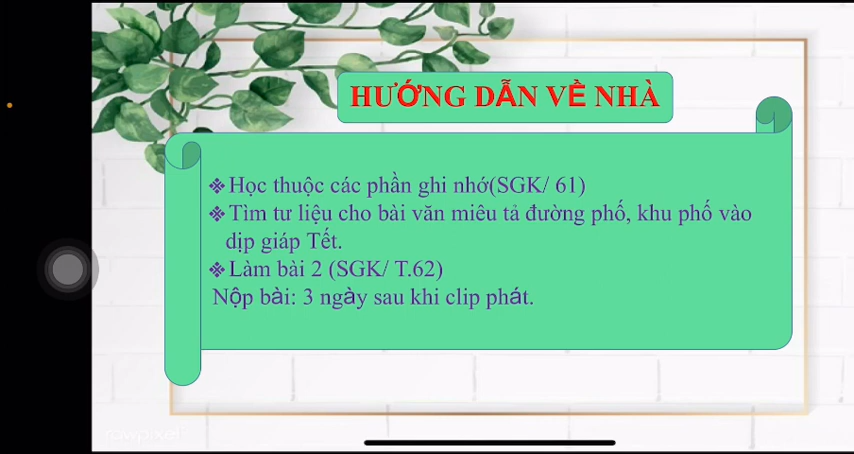 HƯỚNG DẪN VỀ NHÀ
❖Học thuộc các phần ghi nhớ(SGK/ 61)
❖Tìm tư liệu cho bài văn miêu tả đường phố, khu phố vào
dịp giáp Tết.
❖Làm bài 2 (SGK/ T.62)
Nộp bài: 3 ngày sau khi clip phát.
rawpixel